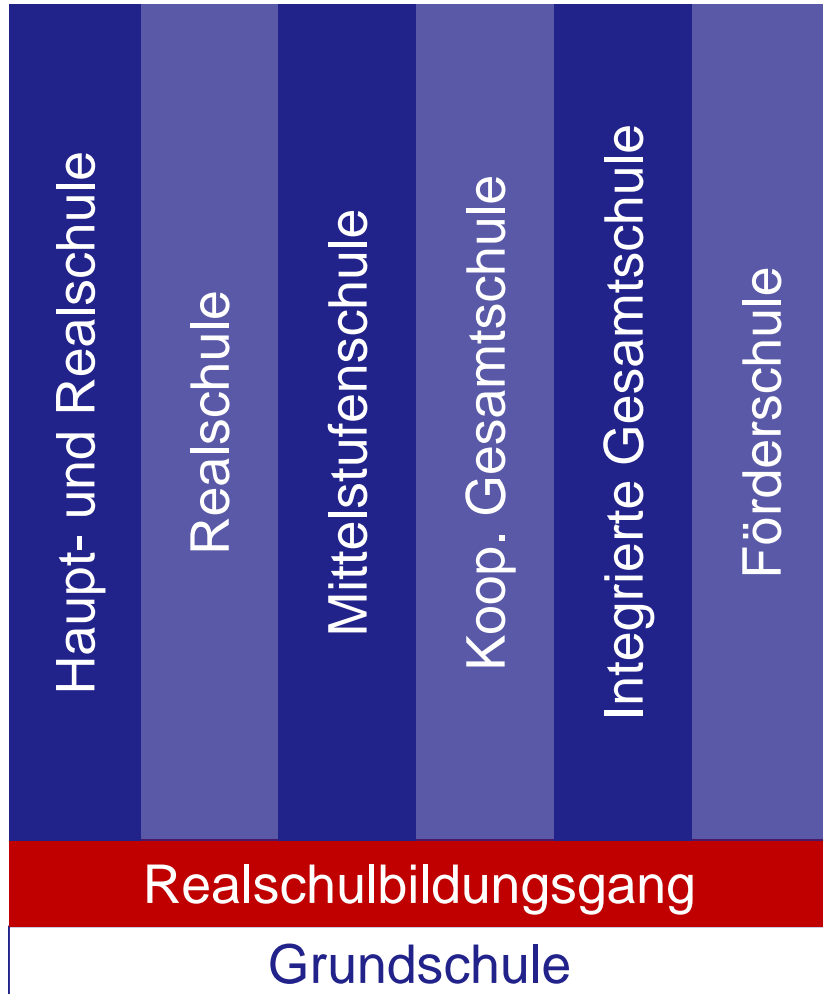 Haupt- und Realschule
Realschule
Mittelstufenschule
Koop. Gesamtschule
Integrierte Gesamtschule
Förderschule
Realschulbildungsgang
Grundschule